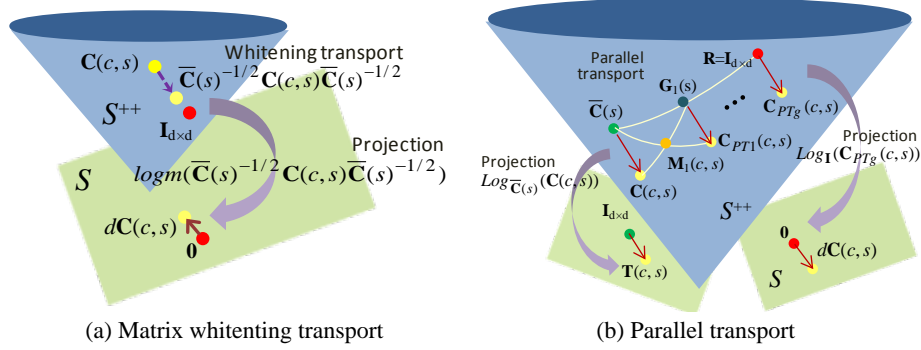 C(c, s)
Whitening transport
C̅(s)^{-1/2}C(c, s)C̅(s)^{-1/2}
S++
I_{d×d}
Projection
S
logm(C̅(s)^{-1/2}C(c, s)C̅(s)^{-1/2})
dC(c, s)
0
(a) Matrix whitenting transport
Parallel
transport
R=I_{d×d}
G_1(s)
C̅(s)
C_{PTg}(c, s)
C_{PT1}(c, s)
M_1(c, s)
Projection
Log_{C̅(s)}(C(c, s))
C(c, s)
Projection
Log_I(C_{PTg}(c, s))
S++
I_{d×d}
T(c, s)
0
dC(c, s)
S
(b) Parallel transport